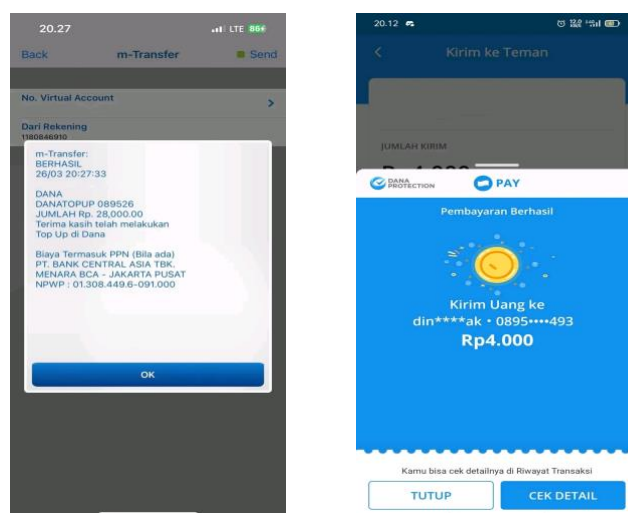 20.27
LTE 86
Back
m-Transfer
Send
No. Virtual Account
Dari Rekening
1180846910
m-Transfer:
BERHASIL
26/03 20:27:33
DANA
DANATOPUP 089526
JUMLAH Rp. 28,000.00
Terima kasih telah melakukan
Top Up di Dana
Biaya Termasuk PPN (Bila ada)
PT. BANK CENTRAL ASIA TBK.
MENARA BCA - JAKARTA PUSAT
NPWP : 01.308.449.6-091.000
OK
20.12
Kirim ke Teman
JUMLAH KIRIM
DANA PROTECTION
PAY
Pembayaran Berhasil
Kirim Uang ke
din****ak • 0895••••493
Rp4.000
Kamu bisa cek detailnya di Riwayat Transaksi
TUTUP
CEK DETAIL